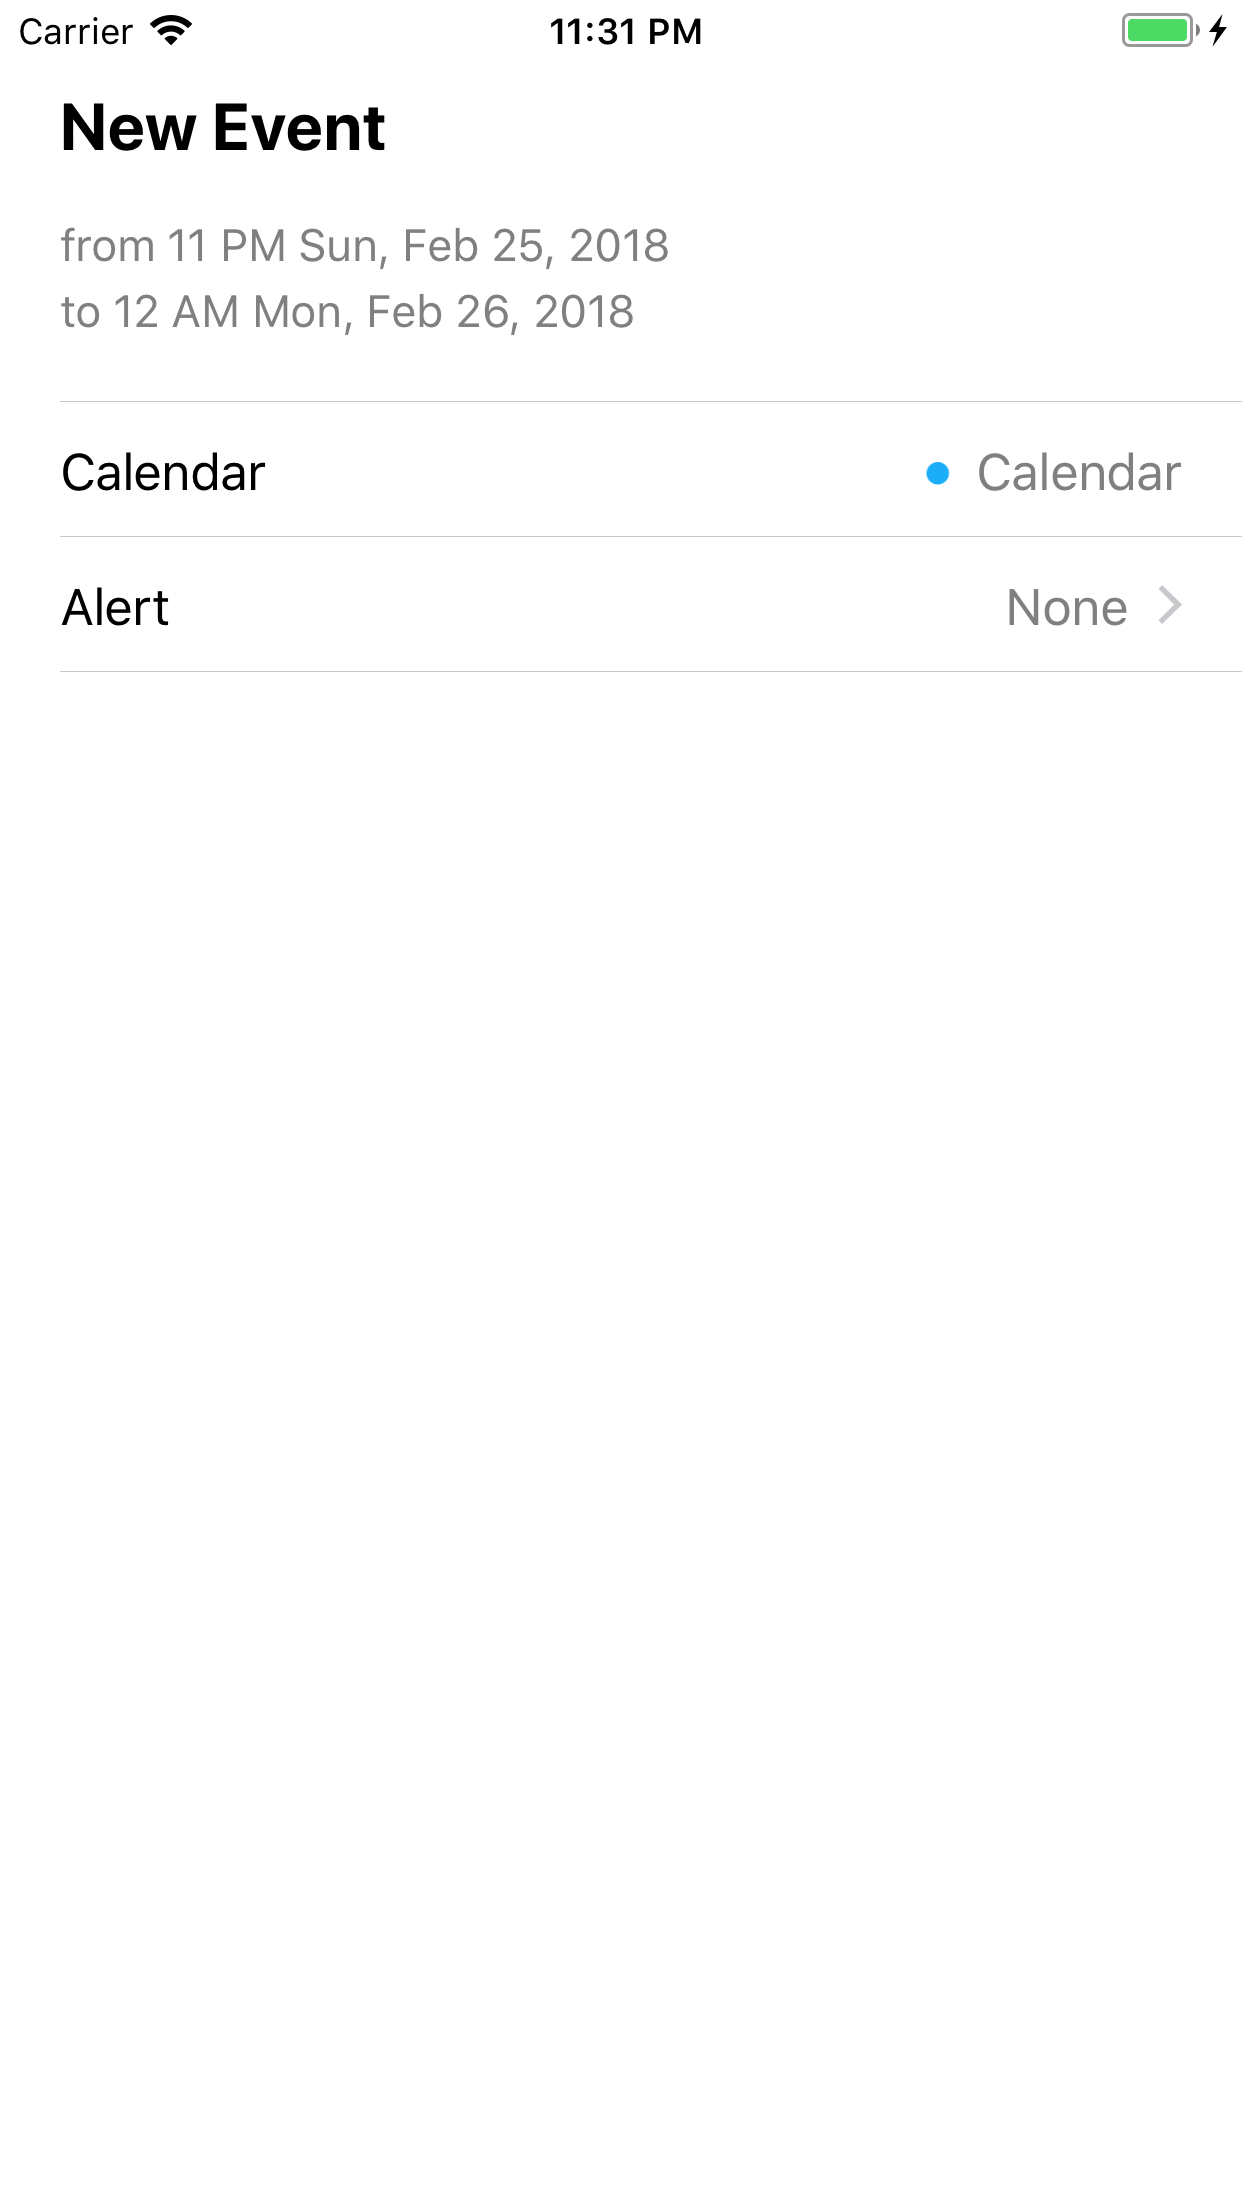 Carrier 11:31 PM
New Event
from 11 PM Sun, Feb 25, 2018
to 12 AM Mon, Feb 26, 2018
Calendar Calendar
Alert None